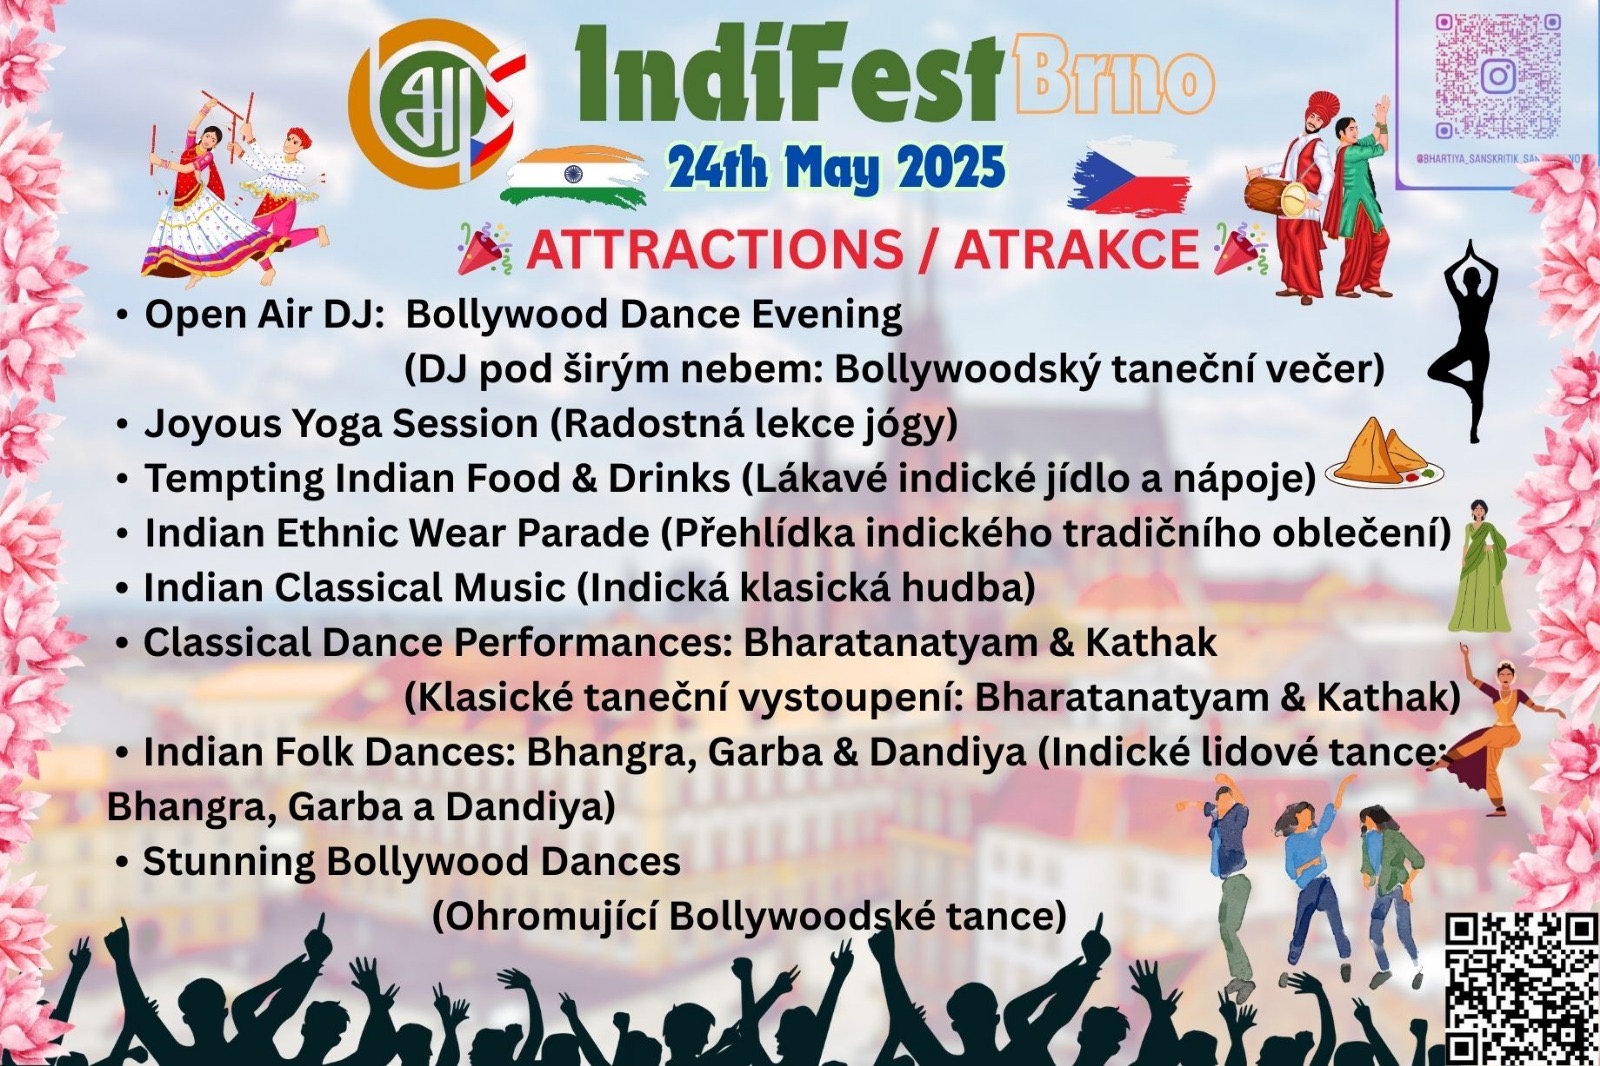 IndiFest Brno
24th May 2025
@BHARTIYA_SANSKRITIK_
ATTRACTIONS / ATRAKCE
• Open Air DJ: Bollywood Dance Evening
(DJ pod širým nebem: Bollywoodský taneční večer)
• Joyous Yoga Session (Radostná lekce jógy)
• Tempting Indian Food & Drinks (Lákavé indické jídlo a nápoje)
• Indian Ethnic Wear Parade (Přehlídka indického tradičního oblečení)
• Indian Classical Music (Indická klasická hudba)
• Classical Dance Performances: Bharatanatyam & Kathak
(Klasické taneční vystoupení: Bharatanatyam & Kathak)
• Indian Folk Dances: Bhangra, Garba & Dandiya (Indické lidové tance:
Bhangra, Garba a Dandiya)
• Stunning Bollywood Dances
(Ohromující Bollywoodské tance)